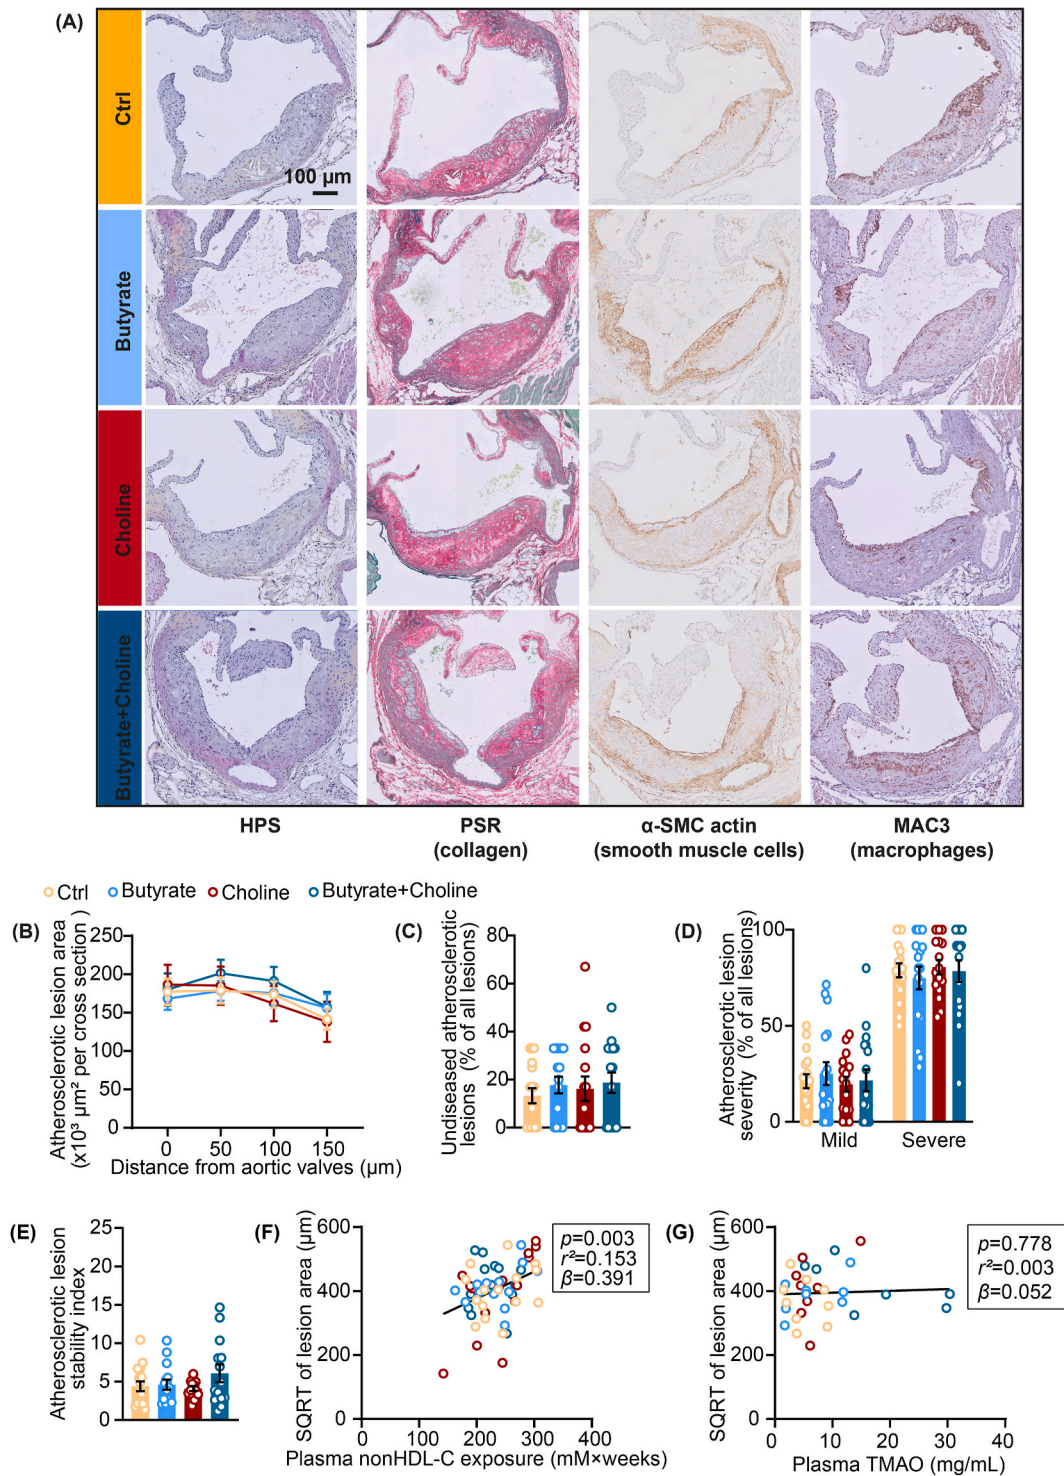 (A)
Ctrl
100 µm
Butyrate
Choline
Butyrate+Choline
HPS
PSR
(collagen)
α-SMC actin
(smooth muscle cells)
MAC3
(macrophages)
Ctrl Butyrate Choline Butyrate+Choline
(B)
Atherosclerotic lesion area
(x10³ µm² per cross section )
250
200
150
100
50
0
0 50 100 150
Distance from aortic valves (µm)
(C)
Undiseased atherosclerotic
lesions (% of all lesions)
80
60
40
20
0
(D)
Atherosclerotic lesion
severity (% of all lesions)
100
50
0
Mild Severe
(E)
Atherosclerotic lesion
stability index
25
20
15
10
5
0
(F)
SQRT of lesion area (µm)
600
400
200
0
0 100 200 300 400
Plasma nonHDL-C exposure (mM×weeks)
p=0.003
r²=0.153
β=0.391
(G)
SQRT of lesion area (µm)
600
400
200
0
0 10 20 30 40
Plasma TMAO (mg/mL)
p=0.778
r²=0.003
β=0.052